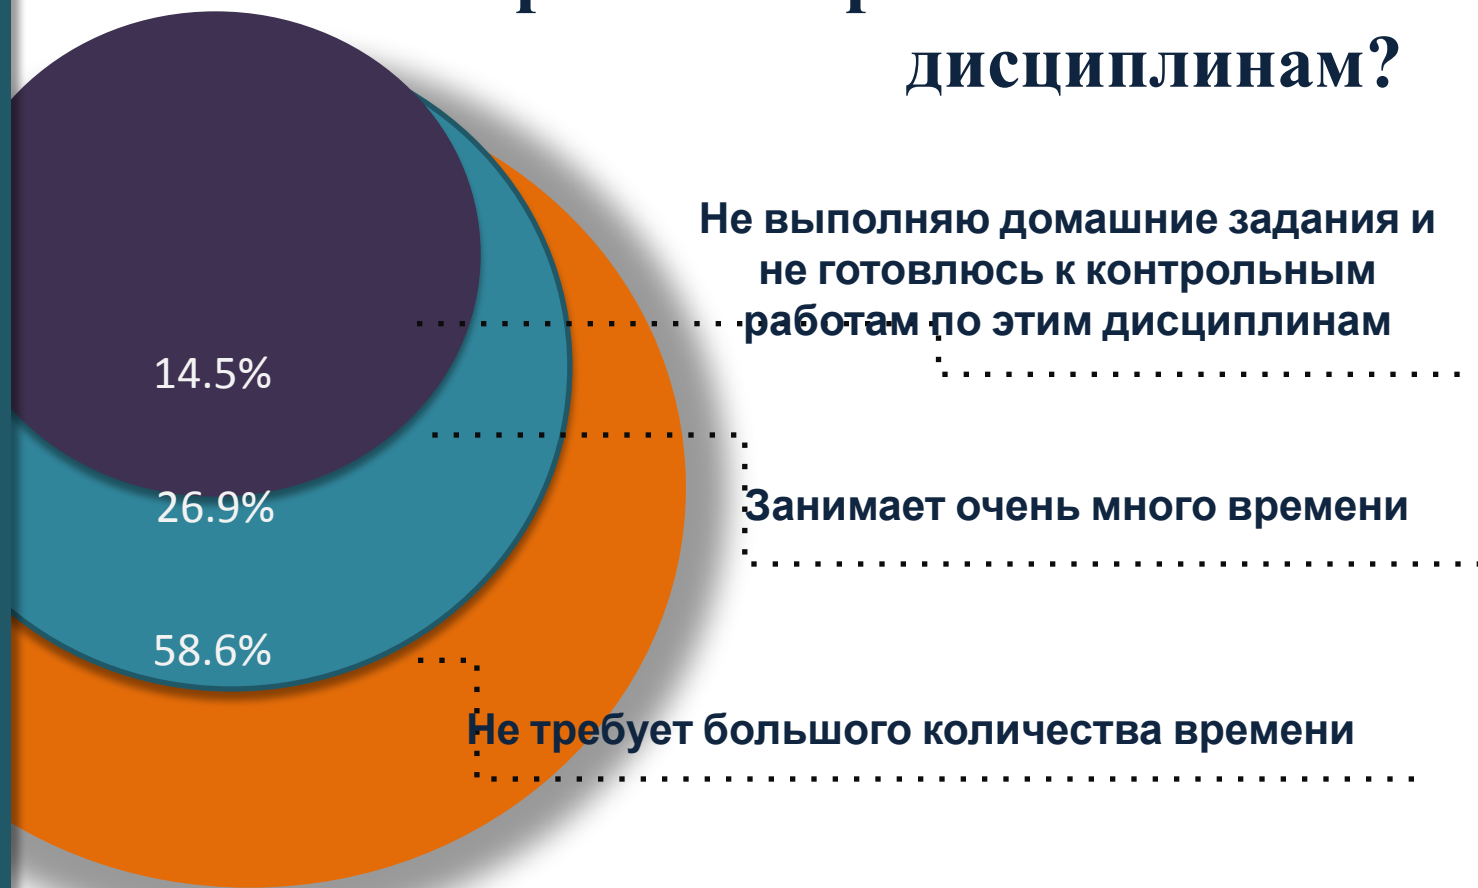 дисциплинам?
Не выполняю домашние задания и
не готовлюсь к контрольным
работам по этим дисциплинам
14.5%
26.9%
Занимает очень много времени
58.6%
Не требует большого количества времени